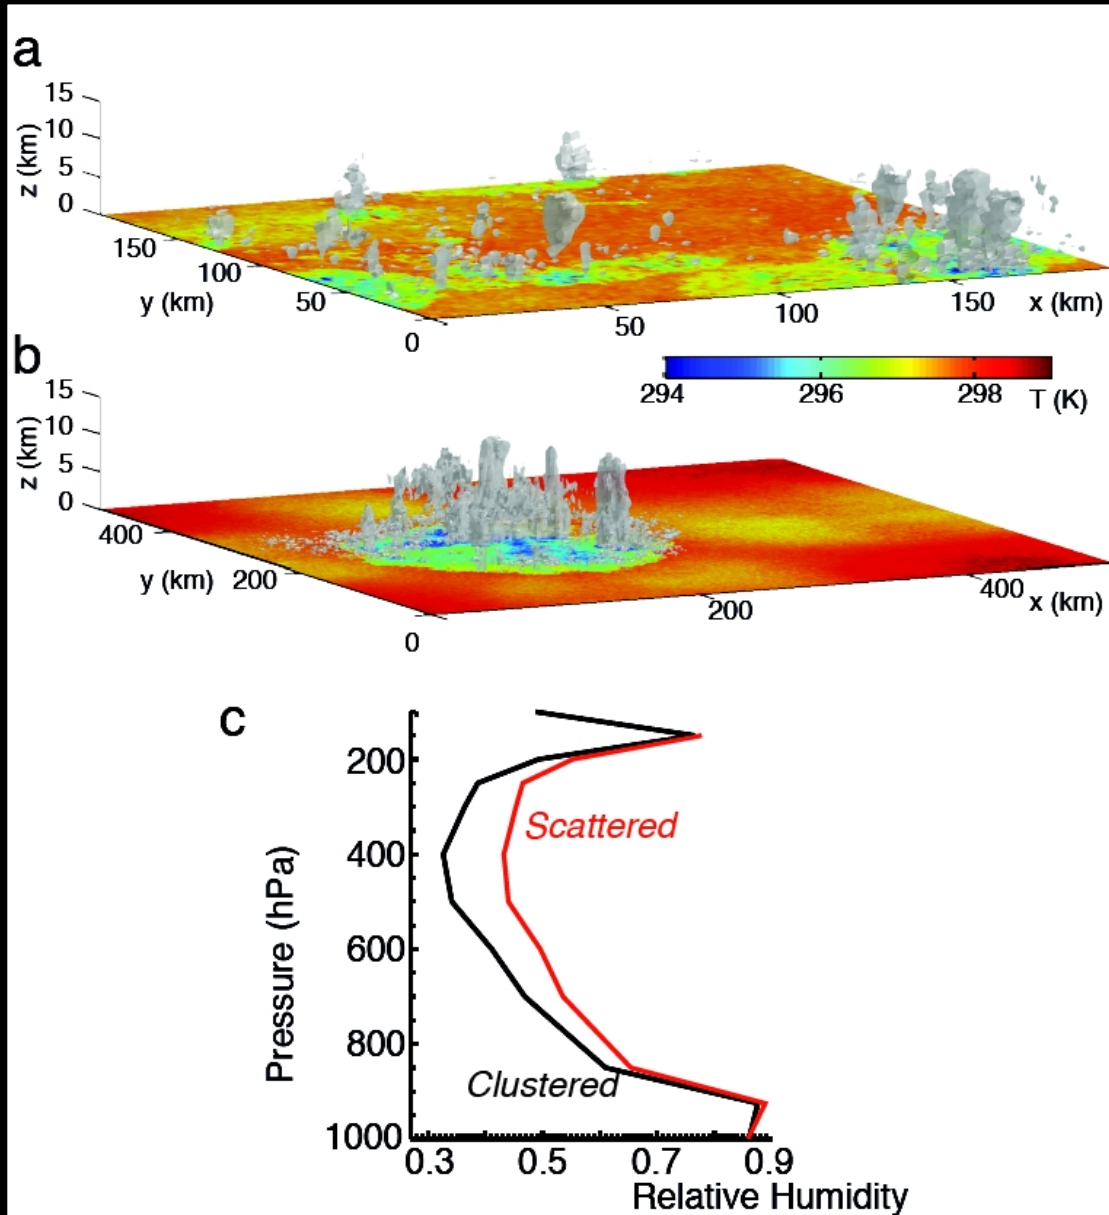 a
15
10
5
0
z (km)
150
100
50
0
y (km)
50
100
150
x (km)
b
294
296
298
T (K)
15
10
5
0
z (km)
400
200
0
y (km)
200
400
x (km)
c
200
400
600
800
1000
Pressure (hPa)
Scattered
Clustered
0.3
0.5
0.7
0.9
Relative Humidity